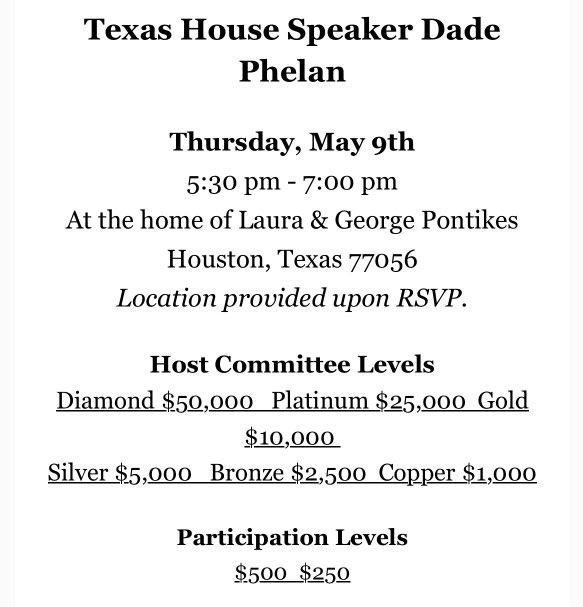 Texas House Speaker Dade
Phelan
Thursday, May 9th
5:30 pm - 7:00 pm
At the home of Laura & George Pontikes
Houston, Texas 77056
Location provided upon RSVP.
Host Committee Levels
Diamond $50,000   Platinum $25,000  Gold
$10,000
Silver $5,000   Bronze $2,500  Copper $1,000
Participation Levels
$500  $250